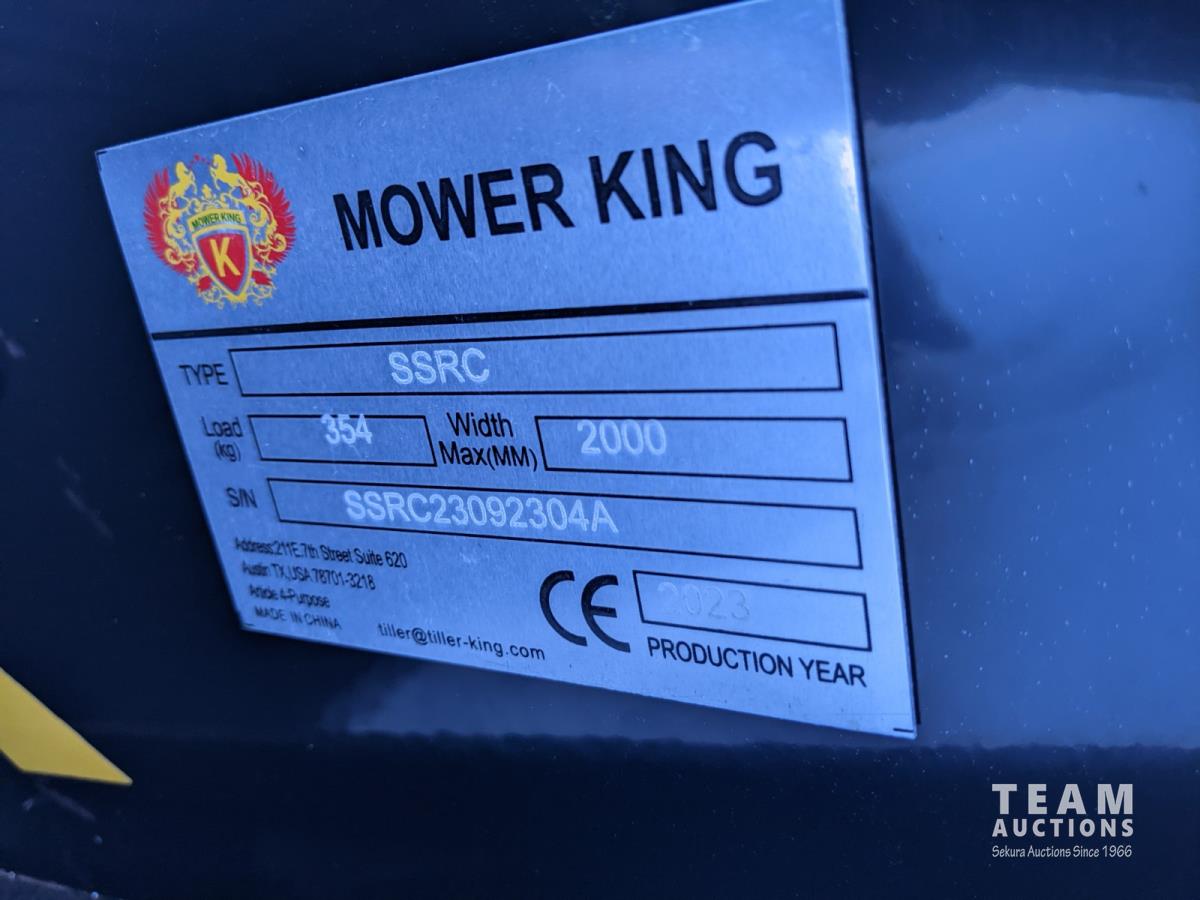 MOWER KING
K
MOWER KING
TYPE SSRC
Load (kg) 354 Width Max(MM) 2000
S/N SSRC23092304A
Address:211E.7th Street Suite 620
Austin TX,USA 78701-3218
Article 4-Purpose
MADE IN CHINA
tiller@tiller-king.com
CE
2023
PRODUCTION YEAR
TEAM
AUCTIONS
Sekura Auctions Since 1966